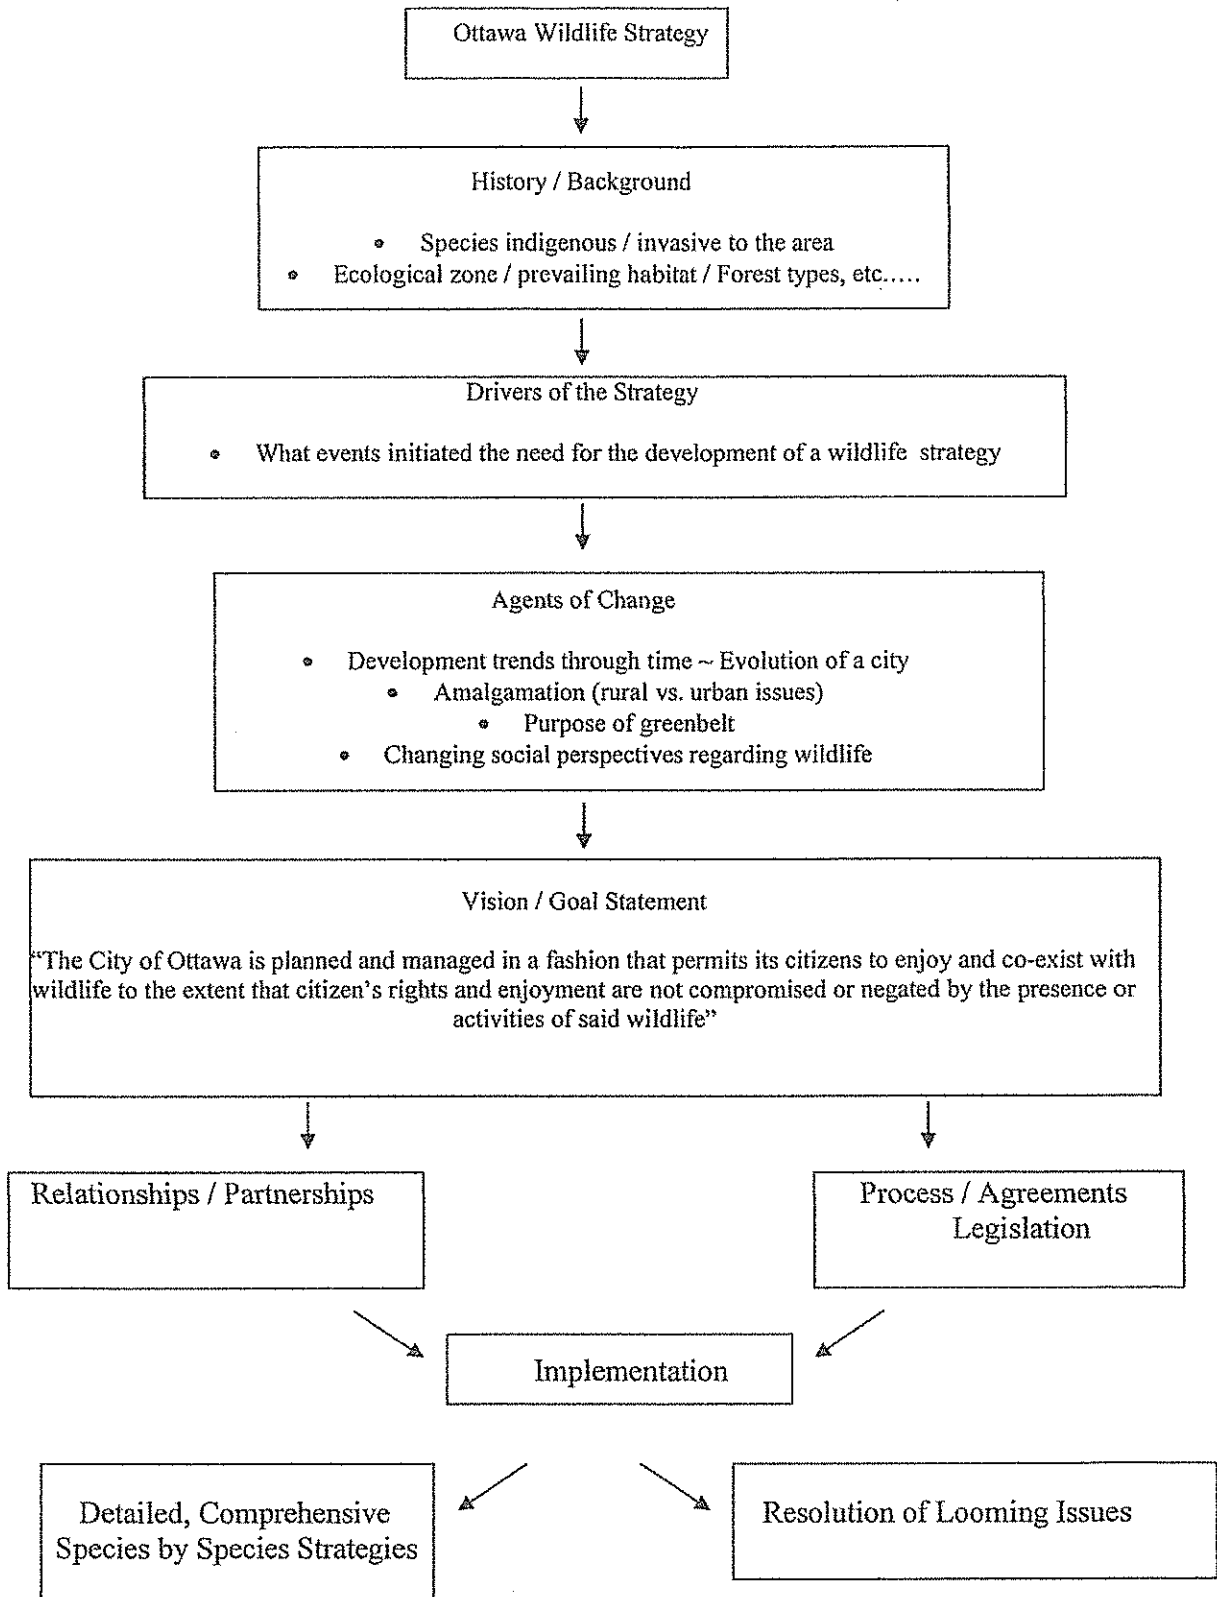 Ottawa Wildlife Strategy
History / Background
• Species indigenous / invasive to the area
• Ecological zone / prevailing habitat / Forest types, etc.....
Drivers of the Strategy
• What events initiated the need for the development of a wildlife strategy
Agents of Change
• Development trends through time ~ Evolution of a city
• Amalgamation (rural vs. urban issues)
• Purpose of greenbelt
• Changing social perspectives regarding wildlife
Vision / Goal Statement
“The City of Ottawa is planned and managed in a fashion that permits its citizens to enjoy and co-exist with
wildlife to the extent that citizen’s rights and enjoyment are not compromised or negated by the presence or
activities of said wildlife”
Relationships / Partnerships
Process / Agreements
Legislation
Implementation
Detailed, Comprehensive
Species by Species Strategies
Resolution of Looming Issues